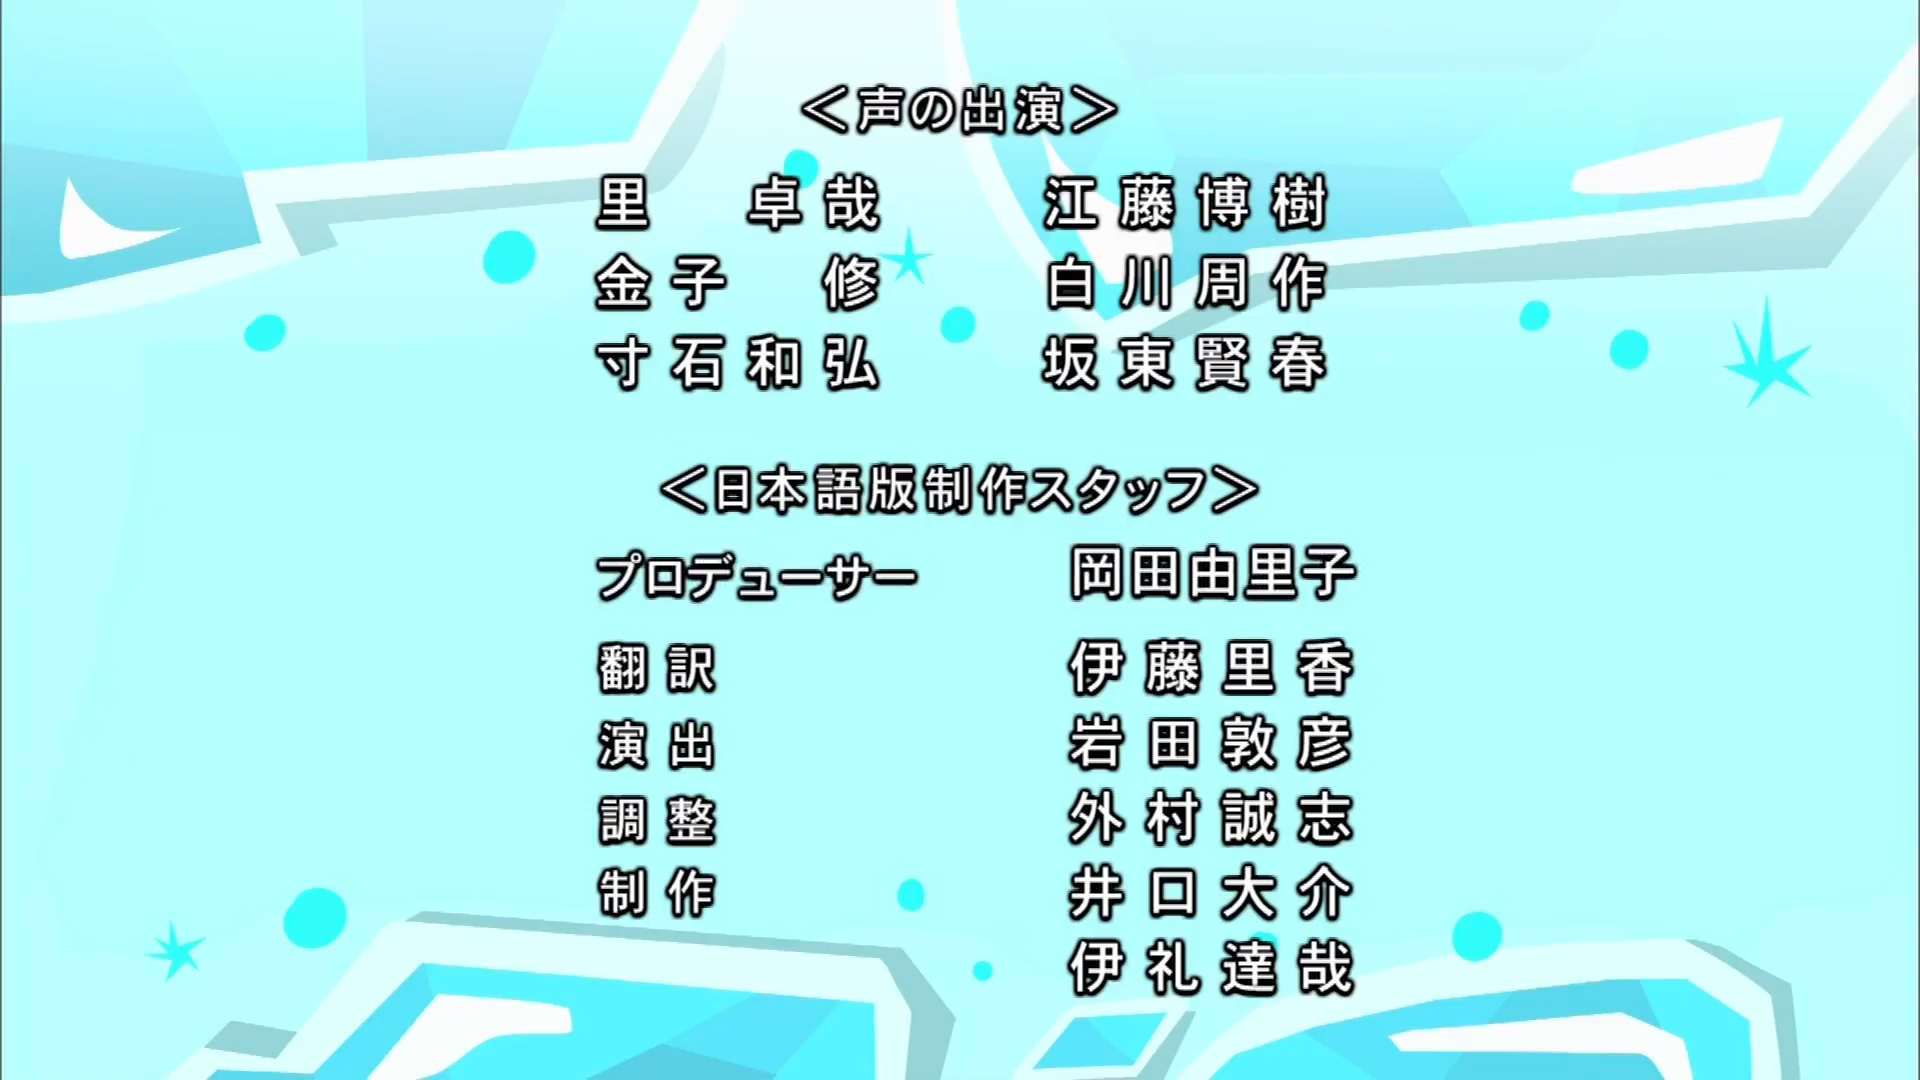 ＜声の出演＞
里 卓哉 江藤博樹
金子 修 白川周作
寸石和弘 坂東賢春
＜日本語版制作スタッフ＞
プロデューサー 岡田由里子
翻訳 伊藤里香
演出 岩田敦彦
調整 外村誠志
制作 井口大介
伊礼達哉